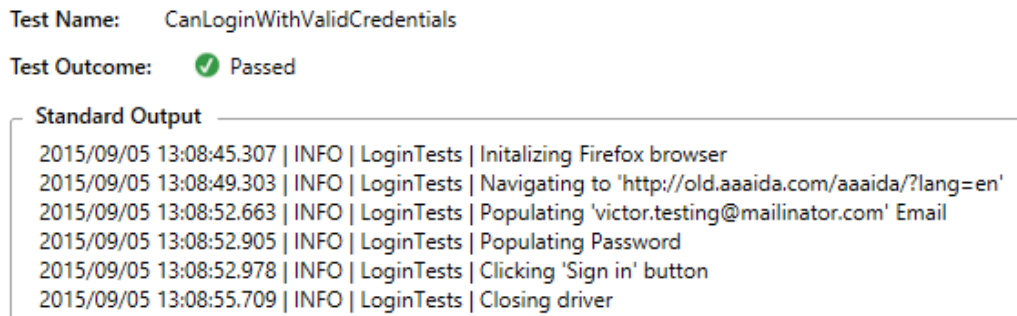 Test Name: CanLoginWithValidCredentials
Test Outcome: Passed
Standard Output
2015/09/05 13:08:45.307 | INFO | LoginTests | Initalizing Firefox browser
2015/09/05 13:08:49.303 | INFO | LoginTests | Navigating to 'http://old.aaaida.com/aaaida/?lang=en'
2015/09/05 13:08:52.663 | INFO | LoginTests | Populating 'victor.testing@mailinator.com' Email
2015/09/05 13:08:52.905 | INFO | LoginTests | Populating Password
2015/09/05 13:08:52.978 | INFO | LoginTests | Clicking 'Sign in' button
2015/09/05 13:08:55.709 | INFO | LoginTests | Closing driver